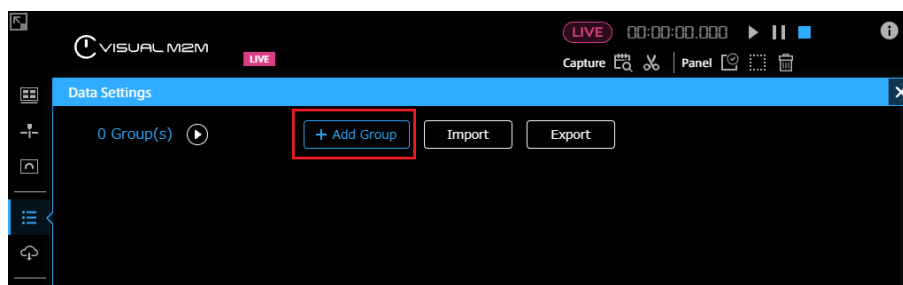 VISUAL M2M
LIVE
LIVE 00:00:00.000
Capture Panel
Data Settings
0 Group(s)
+ Add Group
Import
Export